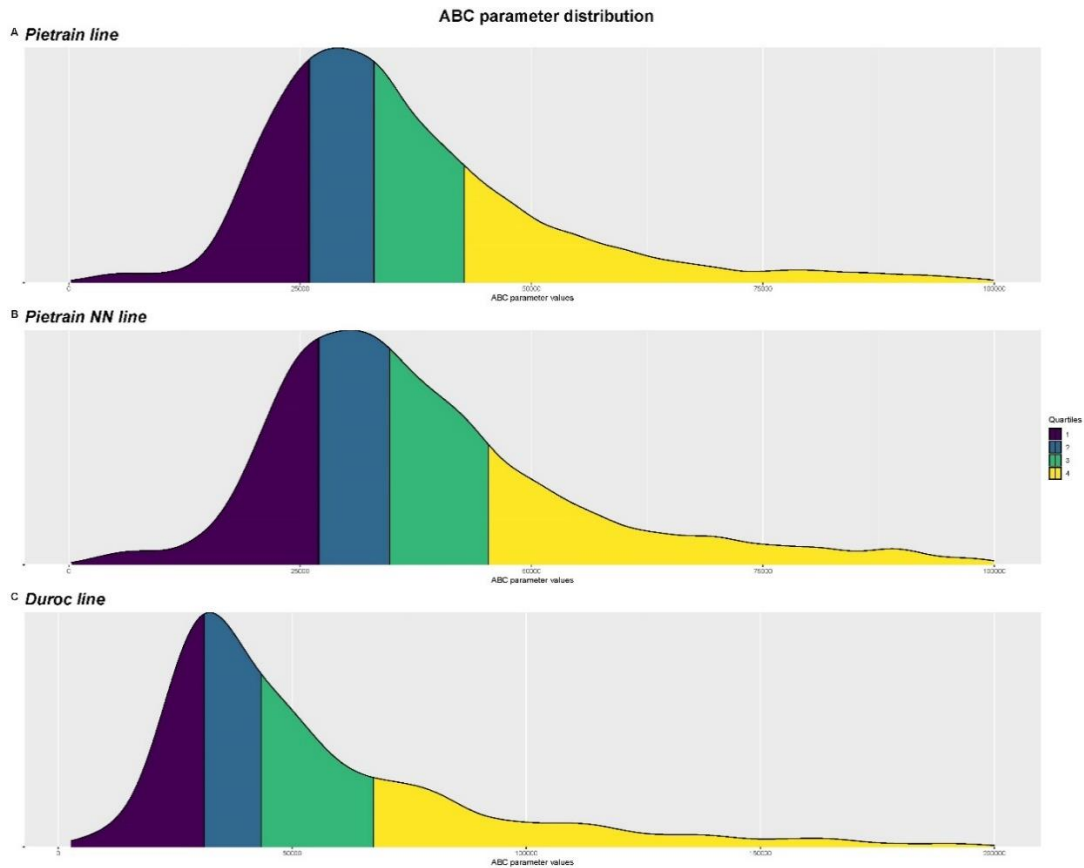 ABC parameter distribution
A Pietrain line
0 25000 50000 75000 100000
ABC parameter values
B Pietrain NN line
0 25000 50000 75000 100000
ABC parameter values
Quartiles
1
2
3
4
C Duroc line
0 50000 100000 150000 200000
ABC parameter values